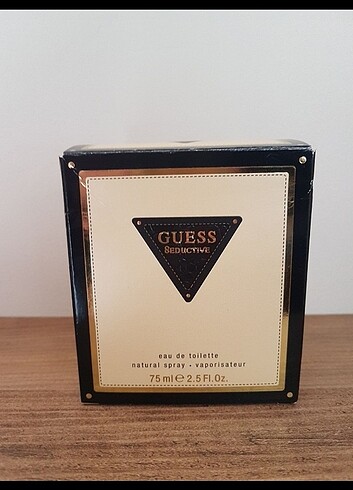 GUESS
SEDUCTIVE
eau de toilette
natural spray • vaporisateur
75 ml ℮ 2.5 Fl.Oz.